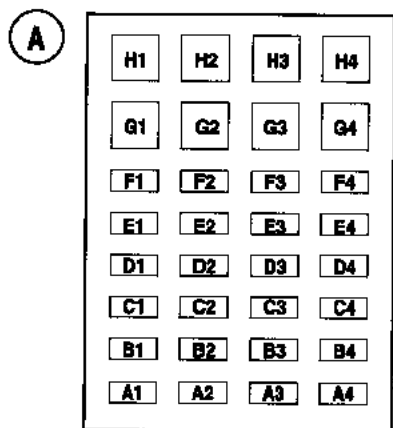 A
H1 H2 H3 H4
G1 G2 G3 G4
F1 F2 F3 F4
E1 E2 E3 E4
D1 D2 D3 D4
C1 C2 C3 C4
B1 B2 B3 B4
A1 A2 A3 A4